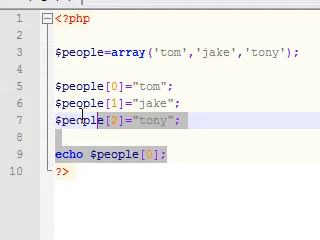 1 <?php
2
3 $people=array('tom','jake','tony');
4
5 $people[0]="tom";
6 $people[1]="jake";
7 $people[2]="tony";
8
9 echo $people[0];
10 ?>